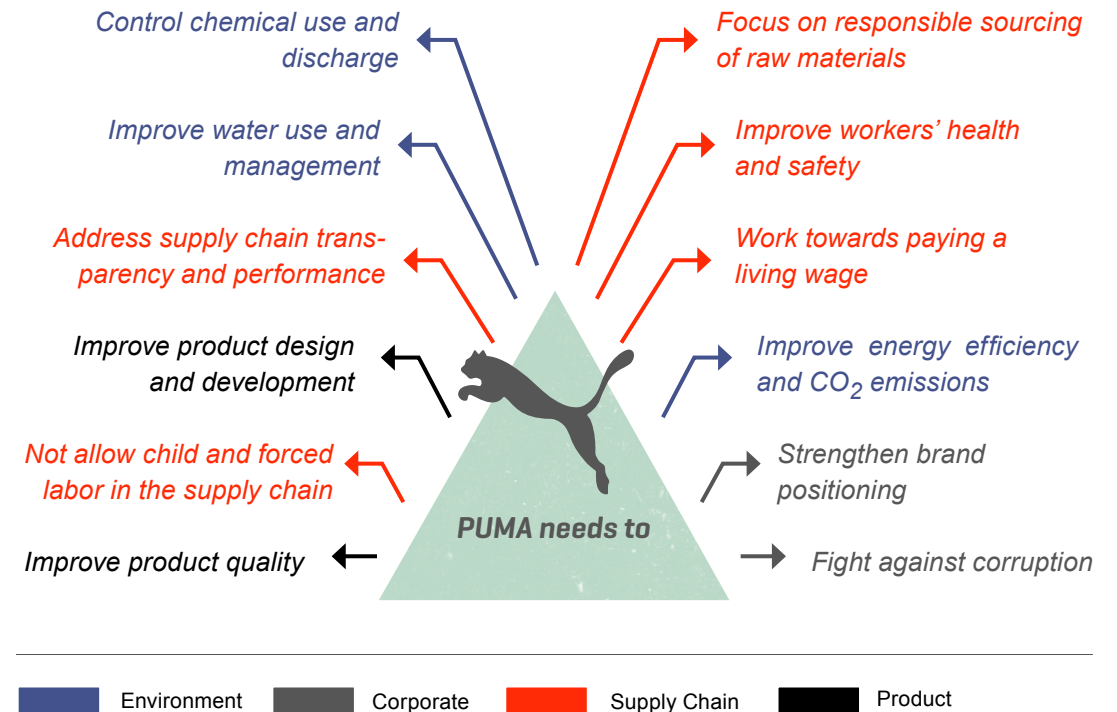 Control chemical use and
discharge
Improve water use and
management
Address supply chain trans-
parency and performance
Improve product design
and development
Not allow child and forced
labor in the supply chain
Improve product quality
Focus on responsible sourcing
of raw materials
Improve workers’ health
and safety
Work towards paying a
living wage
Improve energy efficiency
and CO2 emissions
Strengthen brand
positioning
Fight against corruption
PUMA needs to
Environment
Corporate
Supply Chain
Product